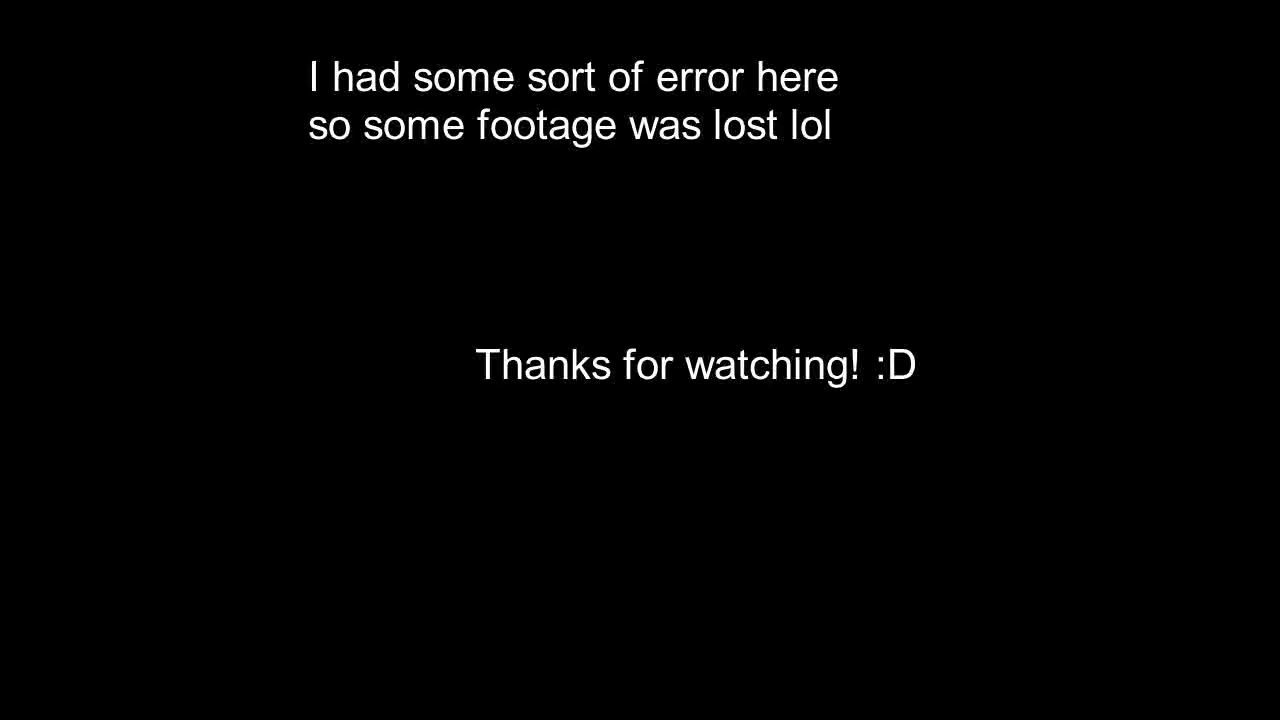 I had some sort of error here
so some footage was lost lol
Thanks for watching! :D